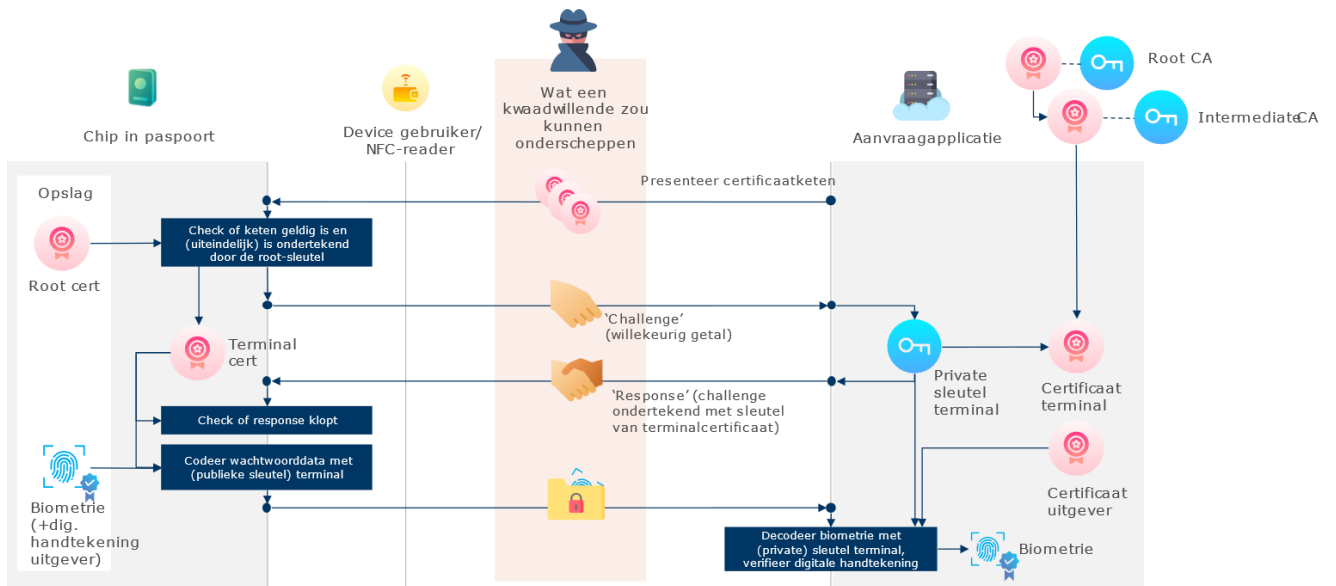 Wat een
kwaadwillende zou
kunnen
onderscheppen
Root CA
IntermediateCA
Chip in paspoort
Device gebruiker/
NFC-reader
Aanvraagapplicatie
Opslag
Presenteer certificaatketen
Check of keten geldig is en
(uiteindelijk) is ondertekend
door de root-sleutel
Root cert
‘Challenge’
(willekeurig getal)
Terminal
cert
Private
sleutel
terminal
Certificaat
terminal
‘Response’ (challenge
ondertekend met sleutel
van terminalcertificaat)
Check of response klopt
Codeer wachtwoorddata met
(publieke sleutel) terminal
Biometrie
(+dig.
handtekening
uitgever)
Certificaat
uitgever
Decodeer biometrie met
(private) sleutel terminal,
verifieer digitale handtekening
Biometrie